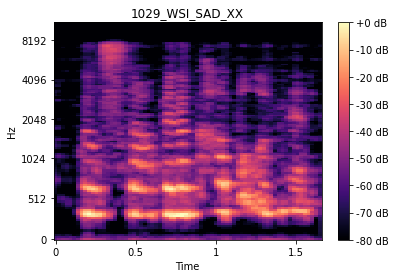 1029_WSI_SAD_XX
+0 dB
8192
-10 dB
4096
-20 dB
-30 dB
2048
Hz
-40 dB
1024
-50 dB
512
-60 dB
-70 dB
0
-80 dB
0 0.5 1 1.5
Time